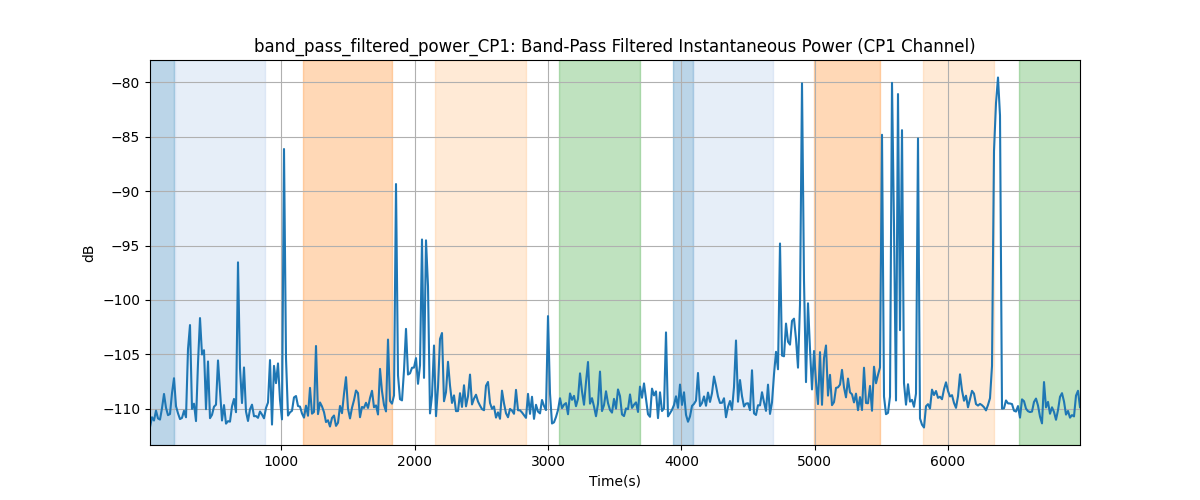 band_pass_filtered_power_CP1: Band-Pass Filtered Instantaneous Power (CP1 Channel)
−80
−85
−90
−95
−100
−105
−110
dB
1000 2000 3000 4000 5000 6000
Time(s)